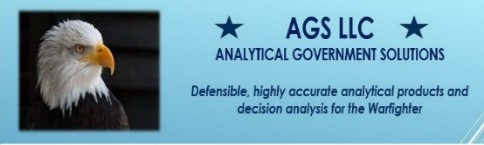 AGS LLC
ANALYTICAL GOVERNMENT SOLUTIONS
Defensible, highly accurate analytical products and
decision analysis for the Warfighter